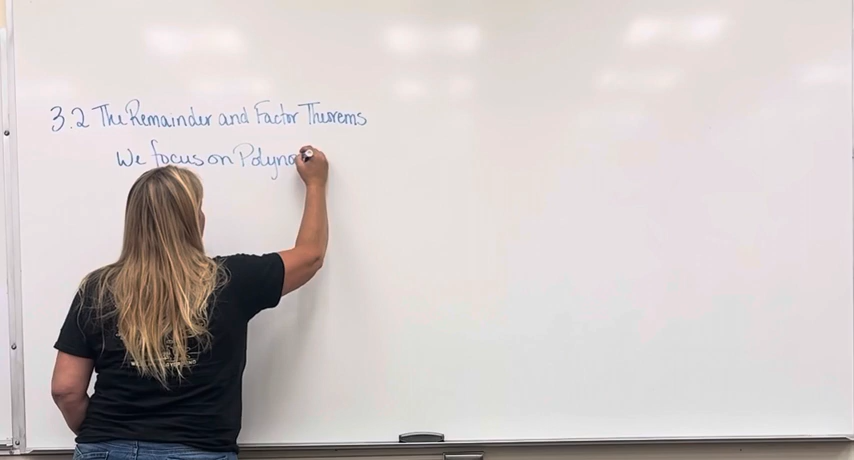 3.2 The Remainder and Factor Theorems
We focus on Polyno